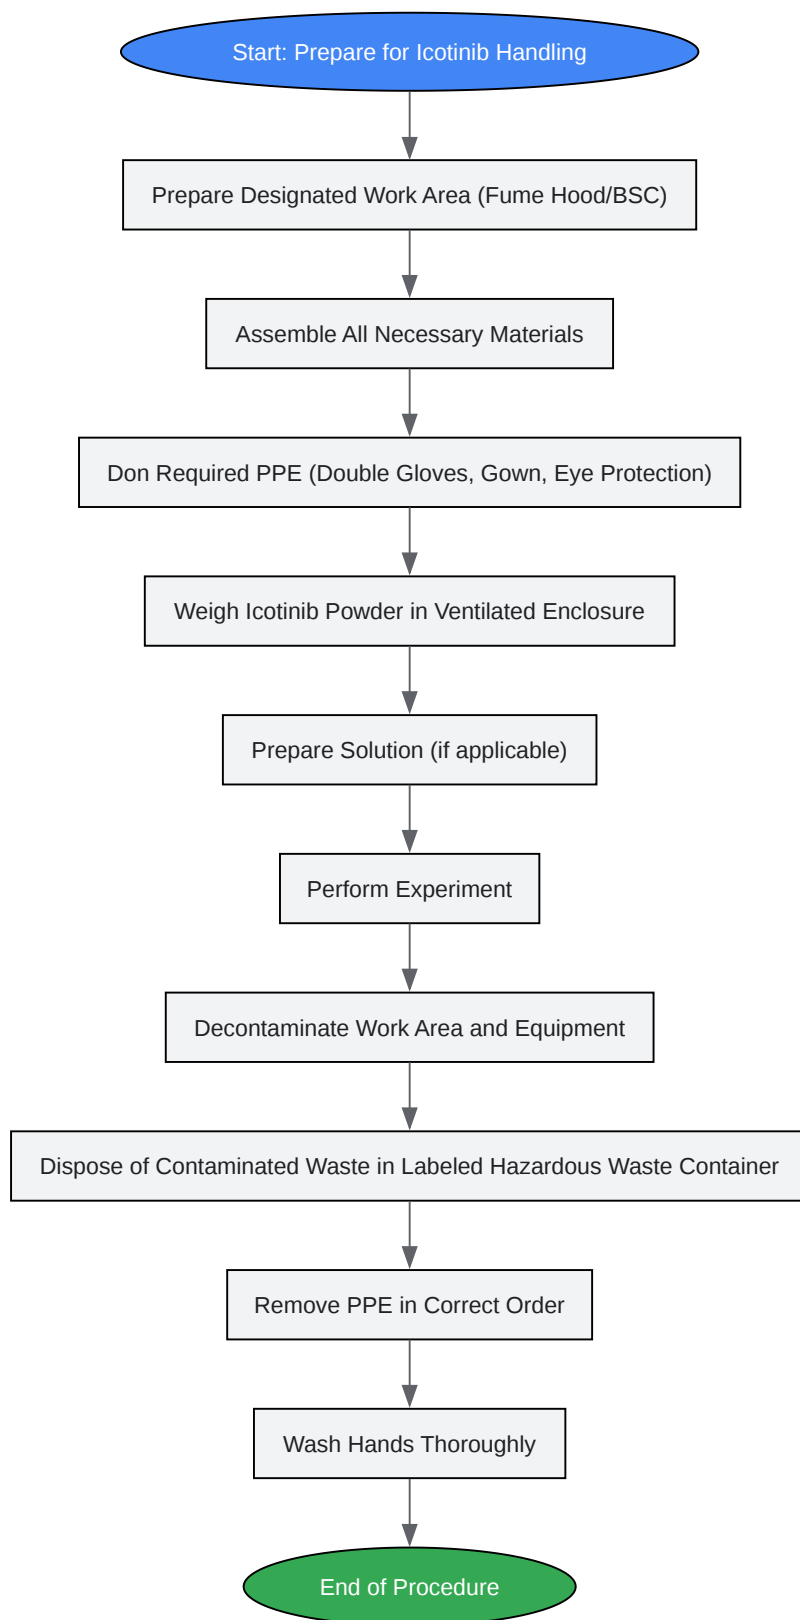 Start: Prepare for Icotinib Handling
Prepare Designated Work Area (Fume Hood/BSC)
Assemble All Necessary Materials
Don Required PPE (Double Gloves, Gown, Eye Protection)
Weigh Icotinib Powder in Ventilated Enclosure
Prepare Solution (if applicable)
Perform Experiment
Decontaminate Work Area and Equipment
Dispose of Contaminated Waste in Labeled Hazardous Waste Container
Remove PPE in Correct Order
Wash Hands Thoroughly
End of Procedure